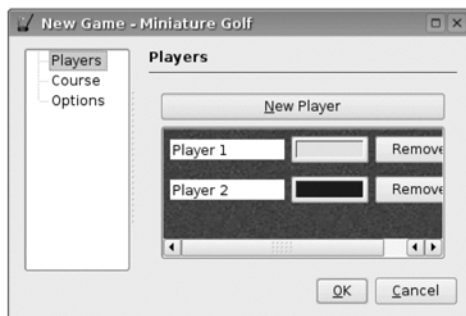 New Game - Miniature Golf
Players
Course
Options
Players
New Player
Player 1
Remove
Player 2
Remove
OK
Cancel